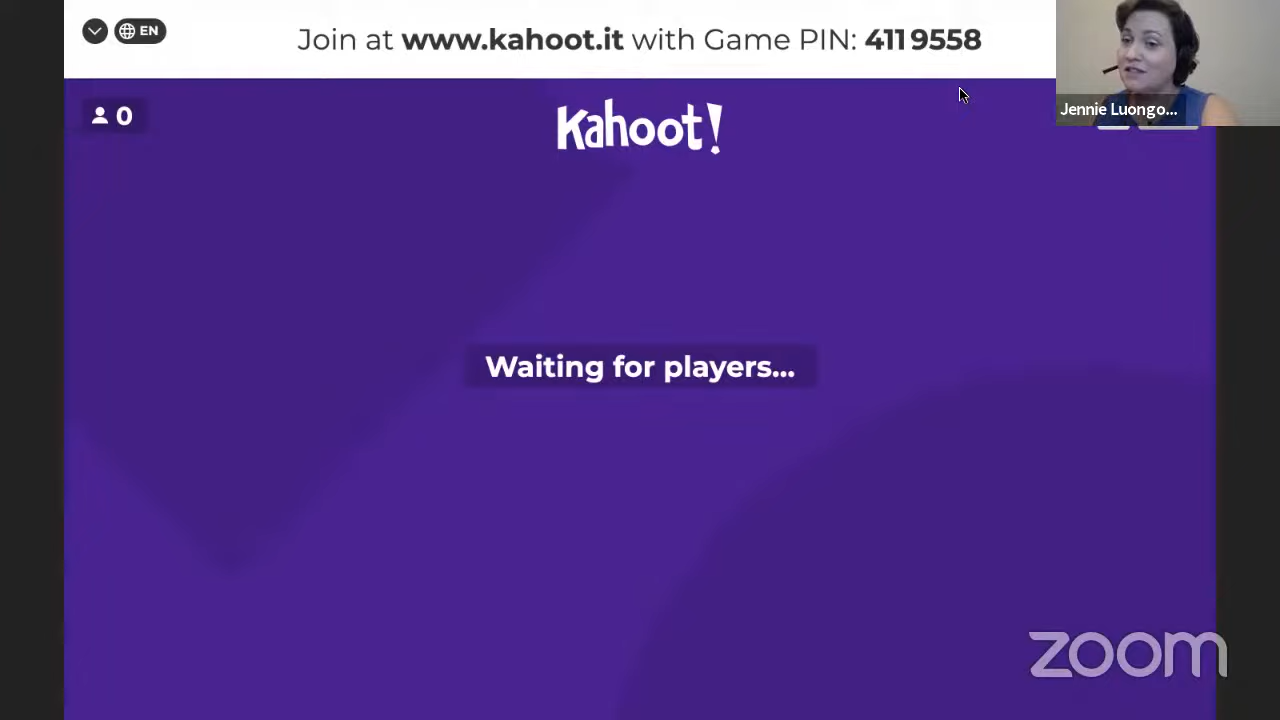 EN
Join at www.kahoot.it with Game PIN: 411 9558
Jennie Luongo...
0
Kahoot!
Waiting for players...
zoom